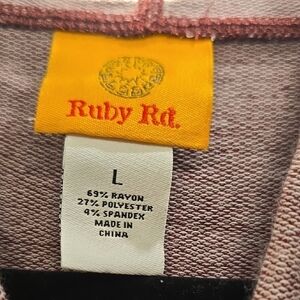 Ruby Rd.
L
69% RAYON
27% POLYESTER
4% SPANDEX
MADE IN
CHINA